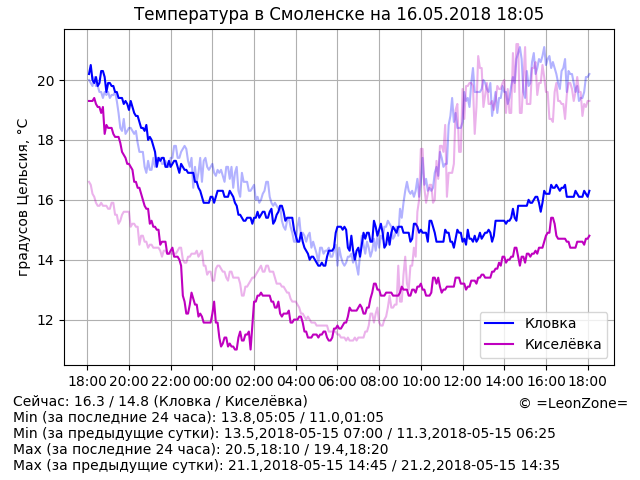 Температура в Смоленске на 16.05.2018 18:05
градусов Цельсия, °C
20
18
16
14
12
18:00 20:00 22:00 00:00 02:00 04:00 06:00 08:00 10:00 12:00 14:00 16:00 18:00
Кловка
Киселёвка
Сейчас: 16.3 / 14.8 (Кловка / Киселёвка)
© =LeonZone=
Min (за последние 24 часа): 13.8,05:05 / 11.0,01:05
Min (за предыдущие сутки): 13.5,2018-05-15 07:00 / 11.3,2018-05-15 06:25
Max (за последние 24 часа): 20.5,18:10 / 19.4,18:20
Max (за предыдущие сутки): 21.1,2018-05-15 14:45 / 21.2,2018-05-15 14:35